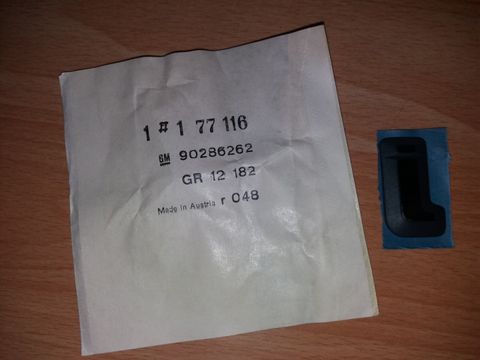 1 # 1 77 116
GM 90286262
GR 12 182
Made in Austria r 048